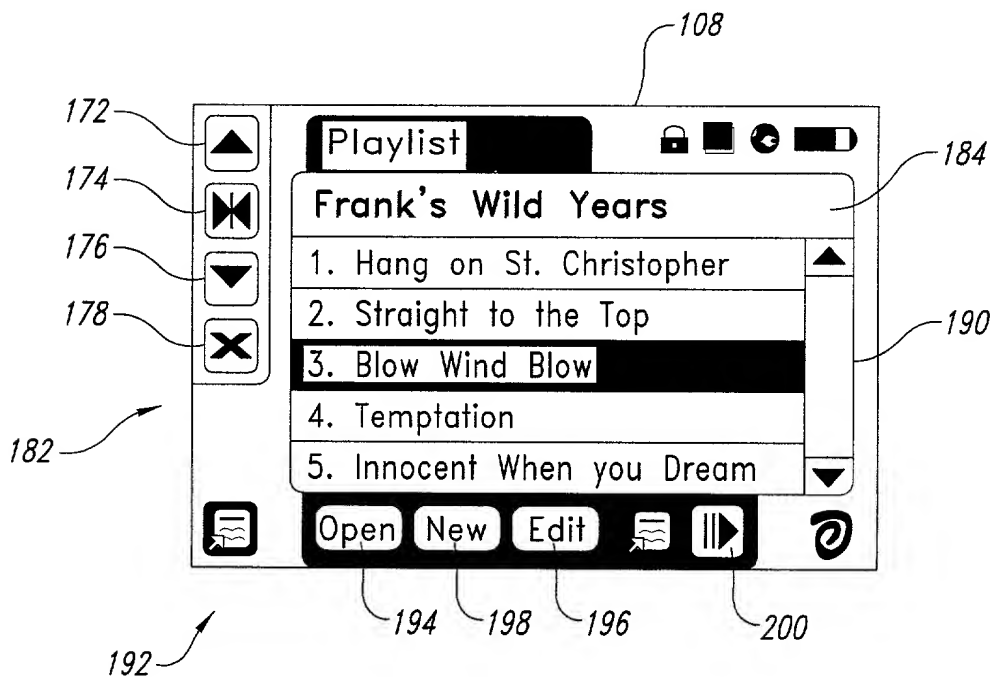 108
172
Playlist
174
184
Frank's Wild Years
176
1. Hang on St. Christopher
178
2. Straight to the Top
190
3. Blow Wind Blow
4. Temptation
182
5. Innocent When you Dream
Open New Edit
194 198 196 200
192